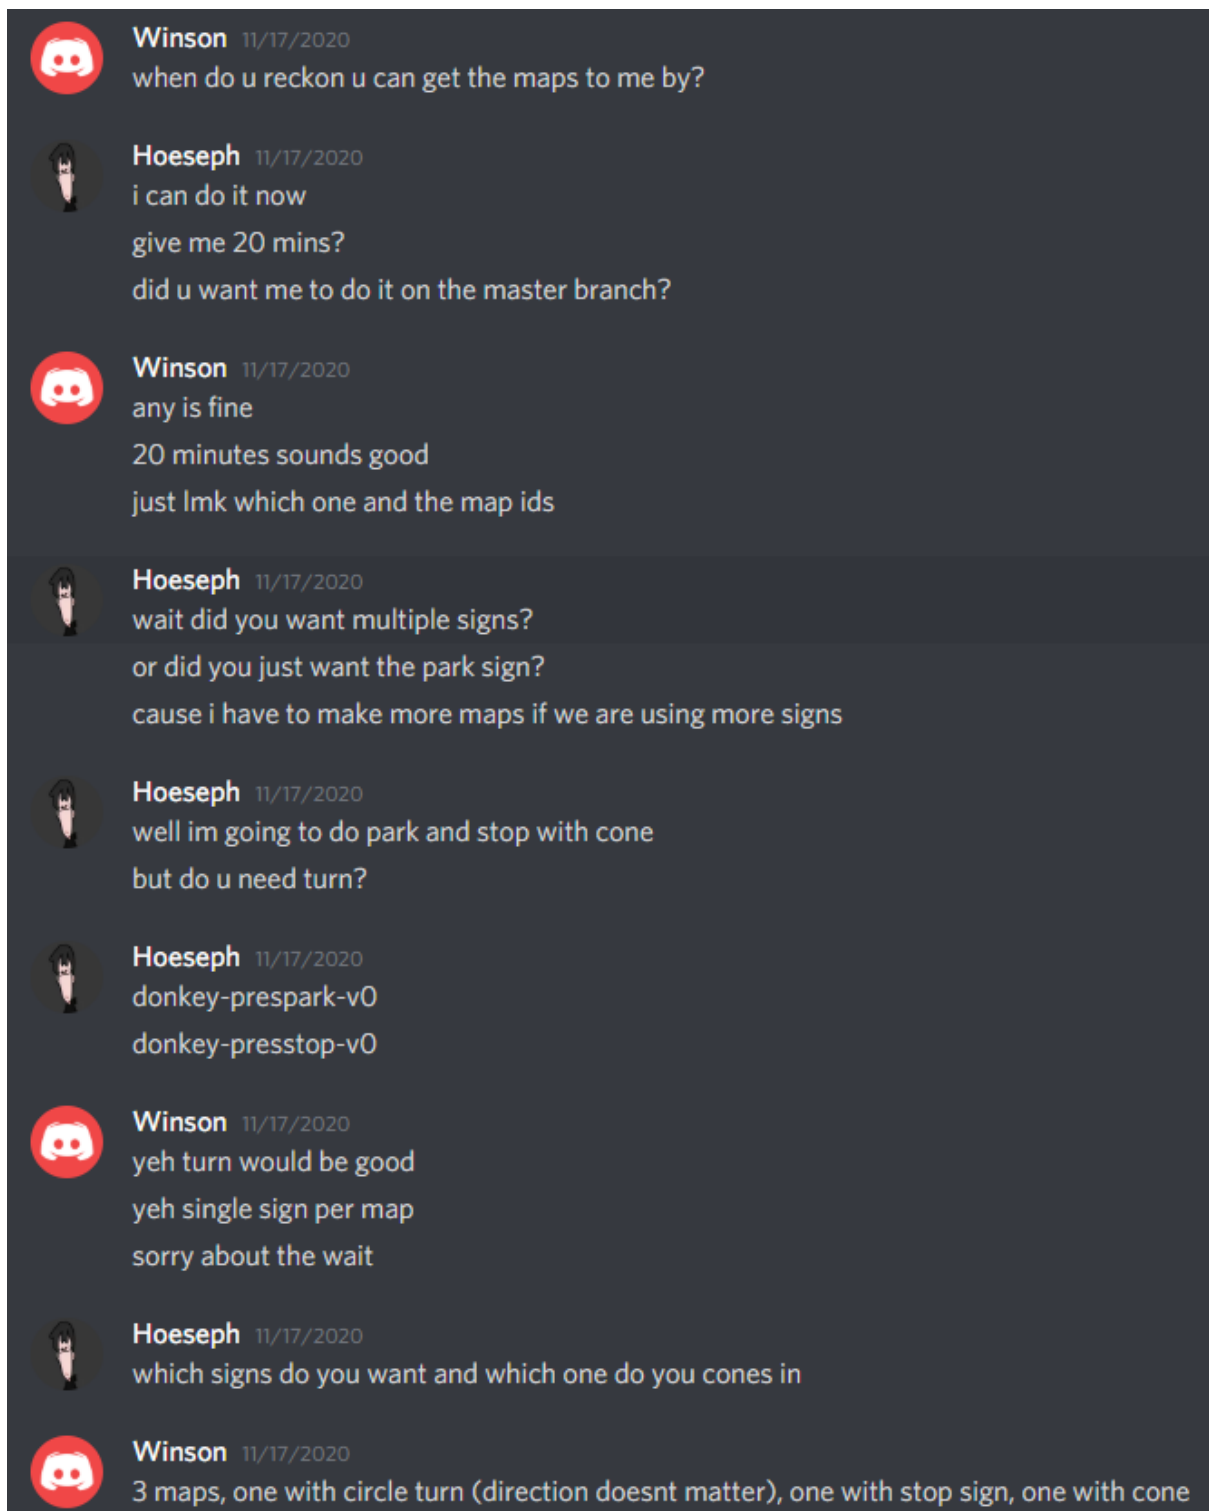 Winson 11/17/2020
when do u reckon u can get the maps to me by?
Hoeseph 11/17/2020
i can do it now
give me 20 mins?
did u want me to do it on the master branch?
Winson 11/17/2020
any is fine
20 minutes sounds good
just lmk which one and the map ids
Hoeseph 11/17/2020
wait did you want multiple signs?
or did you just want the park sign?
cause i have to make more maps if we are using more signs
Hoeseph 11/17/2020
well im going to do park and stop with cone
but do u need turn?
Hoeseph 11/17/2020
donkey-prespark-v0
donkey-presstop-v0
Winson 11/17/2020
yeh turn would be good
yeh single sign per map
sorry about the wait
Hoeseph 11/17/2020
which signs do you want and which one do you cones in
Winson 11/17/2020
3 maps, one with circle turn (direction doesnt matter), one with stop sign, one with cone